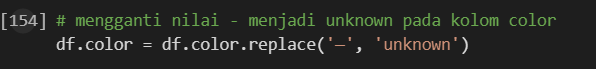 [154] # mengganti nilai - menjadi unknown pada kolom color
df.color = df.color.replace('–', 'unknown')